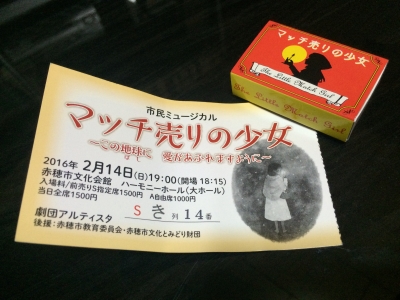 マッチ売りの少女
The Little Match Girl
The Little Match Girl
市民ミュージカル
マッチ売りの少女
〜この地球に 愛があふれますように〜
2016年 2月14日(日)19:00(開場 18:15)
赤穂市文化会館 ハーモニーホール(大ホール)
入場料/前売りS指定席1500円 AB自由席1000円
当日全席1500円
S き 列 14番
劇団アルティスタ
後援:赤穂市教育委員会・赤穂市文化とみどり財団